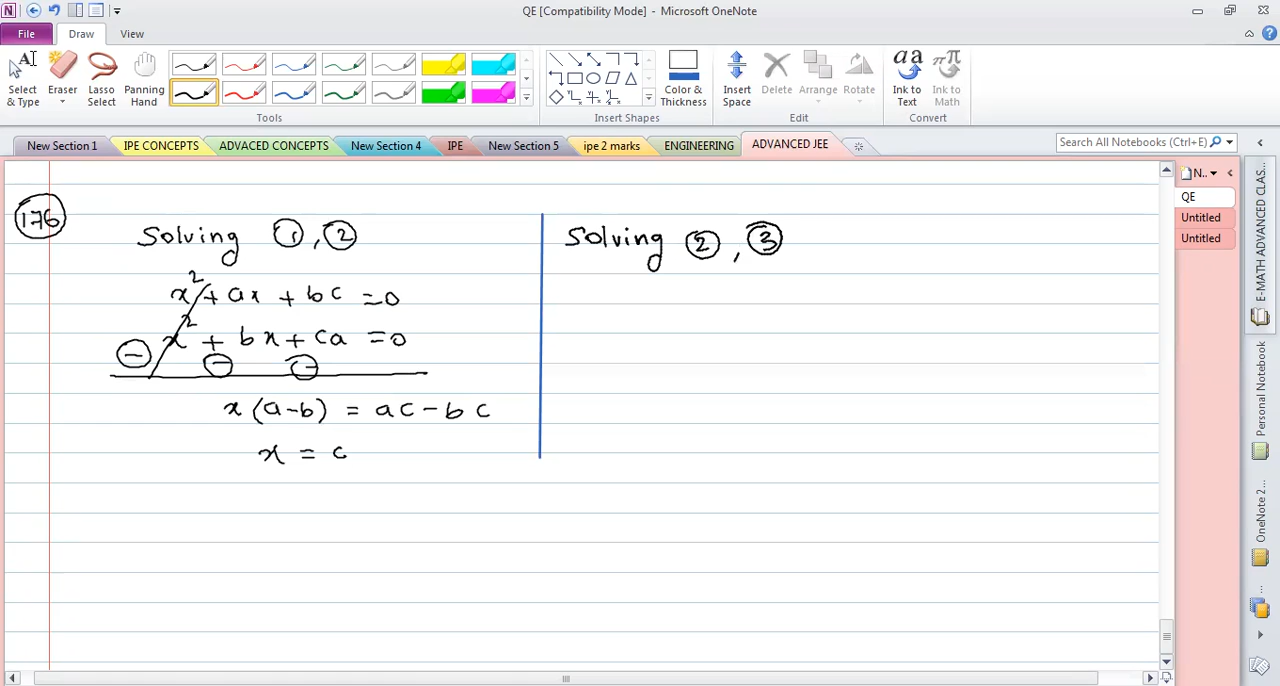 QE [Compatibility Mode] - Microsoft OneNote
File Draw View
Select & Type Eraser Lasso Select Panning Hand
Color & Thickness Insert Space Delete Arrange Rotate Ink to Text Ink to Math
Tools Insert Shapes Edit Convert
New Section 1 IPE CONCEPTS ADVACED CONCEPTS New Section 4 IPE New Section 5 ipe 2 marks ENGINEERING ADVANCED JEE
Search All Notebooks (Ctrl+E)
N..
QE
Untitled
Untitled
E-MATH ADVANCED CLAS...
Personal Notebook
OneNote 2...
176
Solving ①, ②
x² + ax + bc = 0
x² + bx + ca = 0
⊖ ⊖ ⊖
x (a-b) = ac - bc
x = c
Solving ②, ③